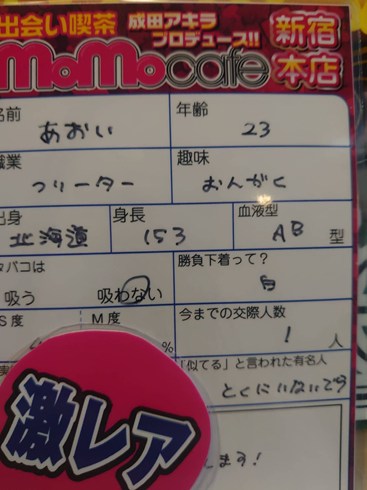 出会い喫茶 成田アキラ プロデュース!! 新宿本店
MoMocafe
名前 年齢
あおい 23
職業 趣味
フリーター おんがく
出身 身長 血液型
北海道 153 AB 型
タバコは 勝負下着って?
吸う 吸わない 白
S度 M度 今までの交際人数
% 1 人
「似てる」と言われた有名人
とくにいないです
激レア
します!